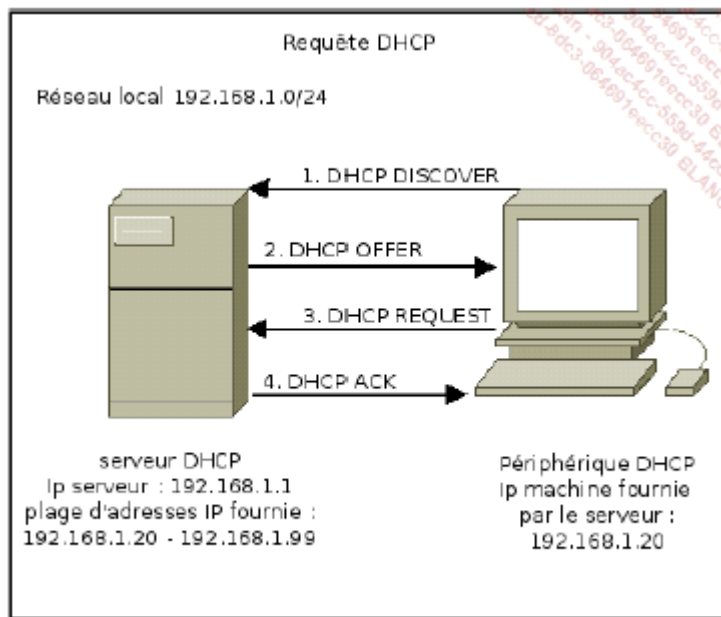 Requête DHCP
Réseau local 192.168.1.0/24
1. DHCP DISCOVER
2. DHCP OFFER
3. DHCP REQUEST
4. DHCP ACK
serveur DHCP
Ip serveur : 192.168.1.1
plage d'adresses IP fournie :
192.168.1.20 - 192.168.1.99
Périphérique DHCP
Ip machine fournie
par le serveur :
192.168.1.20